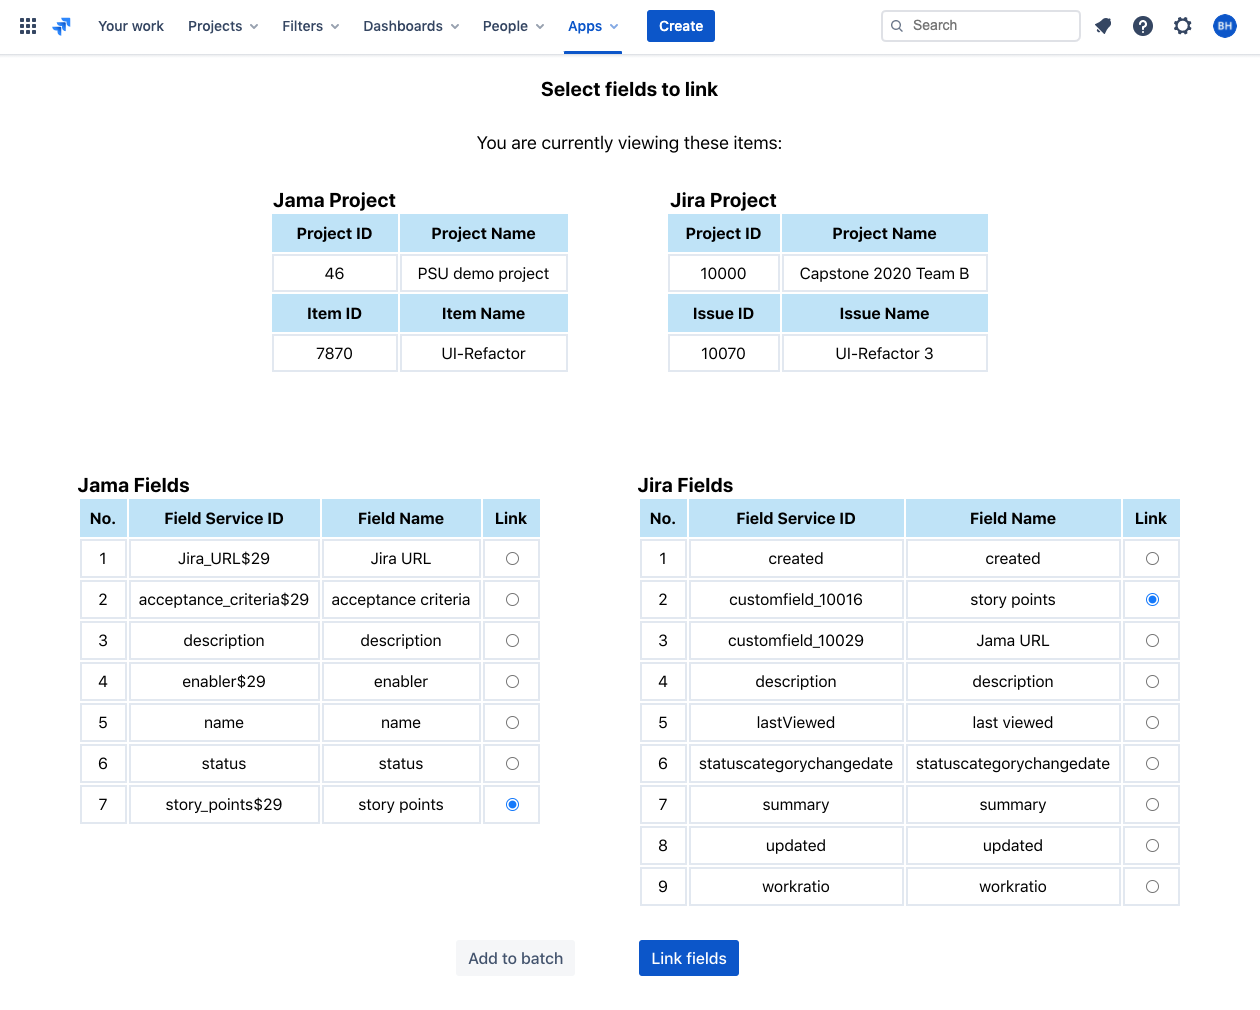 Your work Projects Filters Dashboards People Apps Create Search BH
Select fields to link
You are currently viewing these items:
Jama Project
Project ID Project Name
46 PSU demo project
Item ID Item Name
7870 UI-Refactor
Jira Project
Project ID Project Name
10000 Capstone 2020 Team B
Issue ID Issue Name
10070 UI-Refactor 3
Jama Fields
No. Field Service ID Field Name Link
1 Jira_URL$29 Jira URL
2 acceptance_criteria$29 acceptance criteria
3 description description
4 enabler$29 enabler
5 name name
6 status status
7 story_points$29 story points
Jira Fields
No. Field Service ID Field Name Link
1 created created
2 customfield_10016 story points
3 customfield_10029 Jama URL
4 description description
5 lastViewed last viewed
6 statuscategorychangedate statuscategorychangedate
7 summary summary
8 updated updated
9 workratio workratio
Add to batch Link fields